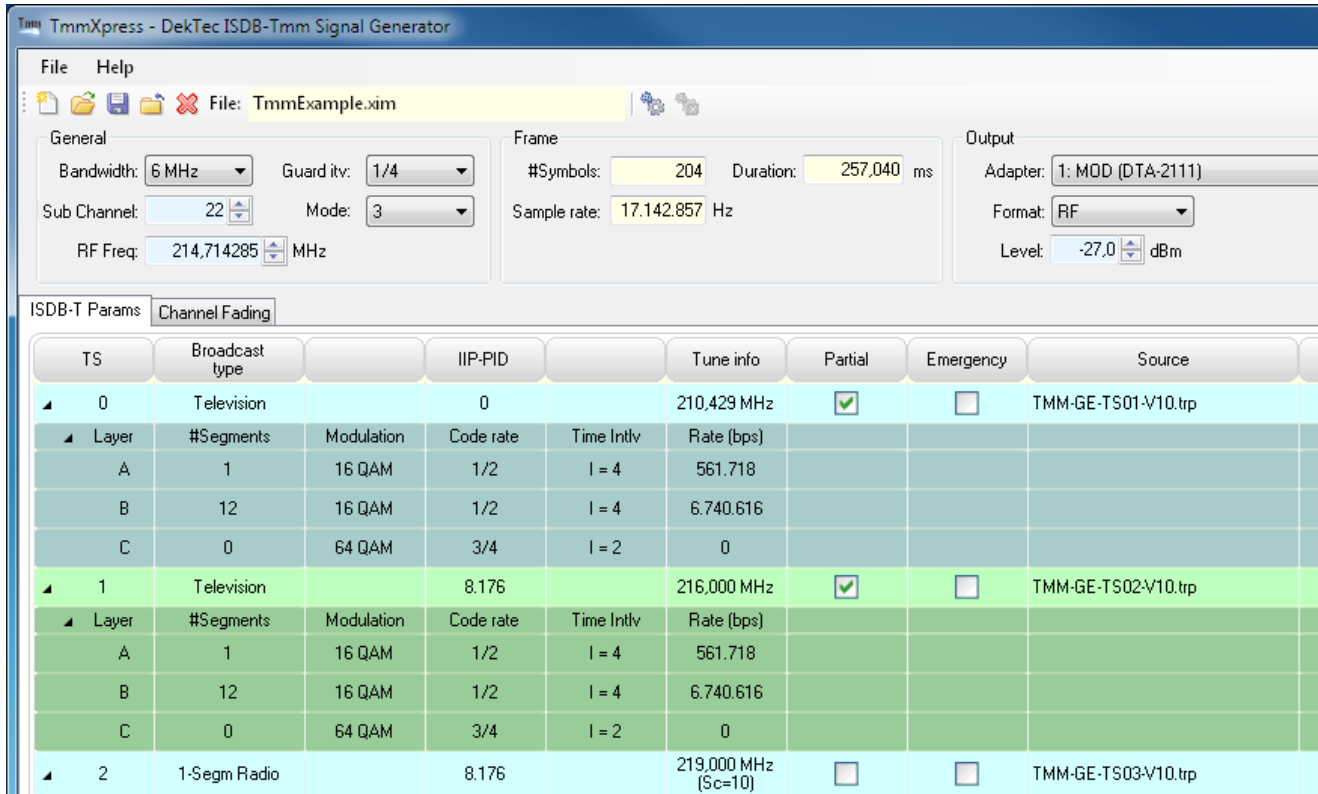 Tmm TmmXpress - DekTec ISDB-Tmm Signal Generator
File Help
File: TmmExample.xim
General Frame Output
Bandwidth: 6 MHz Guard itv: 1/4 #Symbols: 204 Duration: 257,040 ms Adapter: 1: MOD (DTA-2111)
Sub Channel: 22 Mode: 3 Sample rate: 17.142.857 Hz Format: RF
RF Freq: 214,714285 MHz Level: -27,0 dBm
ISDB-T Params Channel Fading
TS Broadcast type IIP-PID Tune info Partial Emergency Source
0 Television 0 210,429 MHz TMM-GE-TS01-V10.trp
Layer #Segments Modulation Code rate Time Intlv Rate (bps)
A 1 16 QAM 1/2 I = 4 561.718
B 12 16 QAM 1/2 I = 4 6.740.616
C 0 64 QAM 3/4 I = 2 0
1 Television 8.176 216,000 MHz TMM-GE-TS02-V10.trp
Layer #Segments Modulation Code rate Time Intlv Rate (bps)
A 1 16 QAM 1/2 I = 4 561.718
B 12 16 QAM 1/2 I = 4 6.740.616
C 0 64 QAM 3/4 I = 2 0
2 1-Segm Radio 8.176 219,000 MHz (Sc=10) TMM-GE-TS03-V10.trp